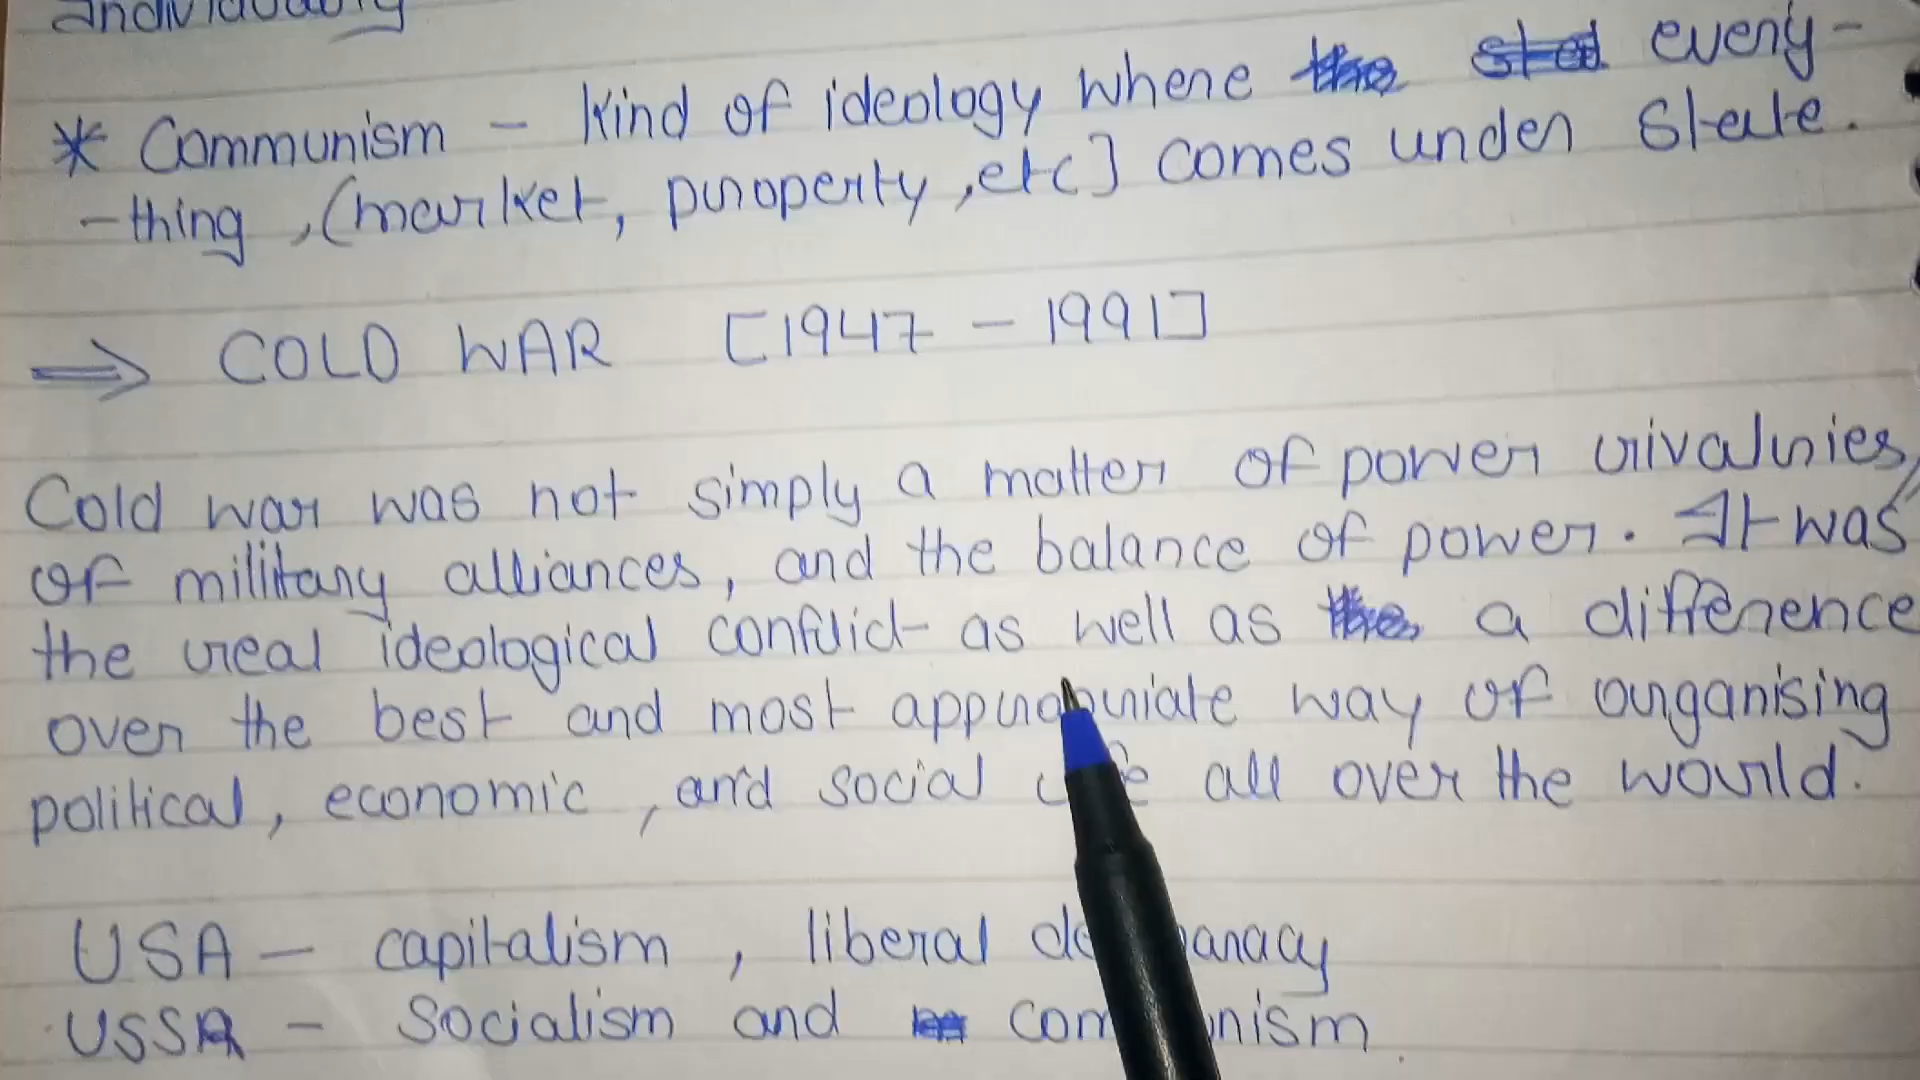 * Communism - Kind of ideology where every-
-thing, (market, property, etc] comes under State.
⇒ COLD WAR [1947 - 1991]
Cold war was not simply a matter of power rivalries,
of military alliances, and the balance of power. It was
the real ideological conflict as well as a difference
over the best and most appropriate way of organising
political, economic, and social all over the world.
USA - capitalism, liberal
USSR - Socialism and communism.